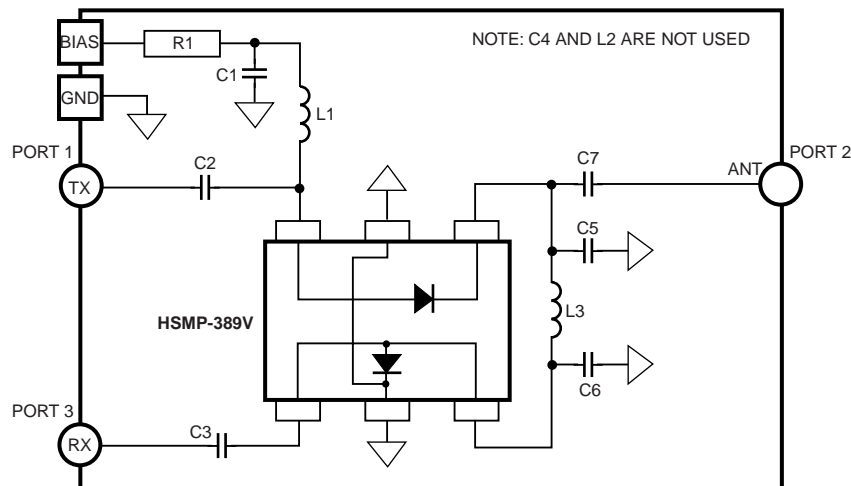 BIAS
R1
NOTE: C4 AND L2 ARE NOT USED
C1
GND
L1
PORT 1
C2
C7
PORT 2
TX
ANT
C5
HSMP-389V
L3
C6
PORT 3
C3
RX